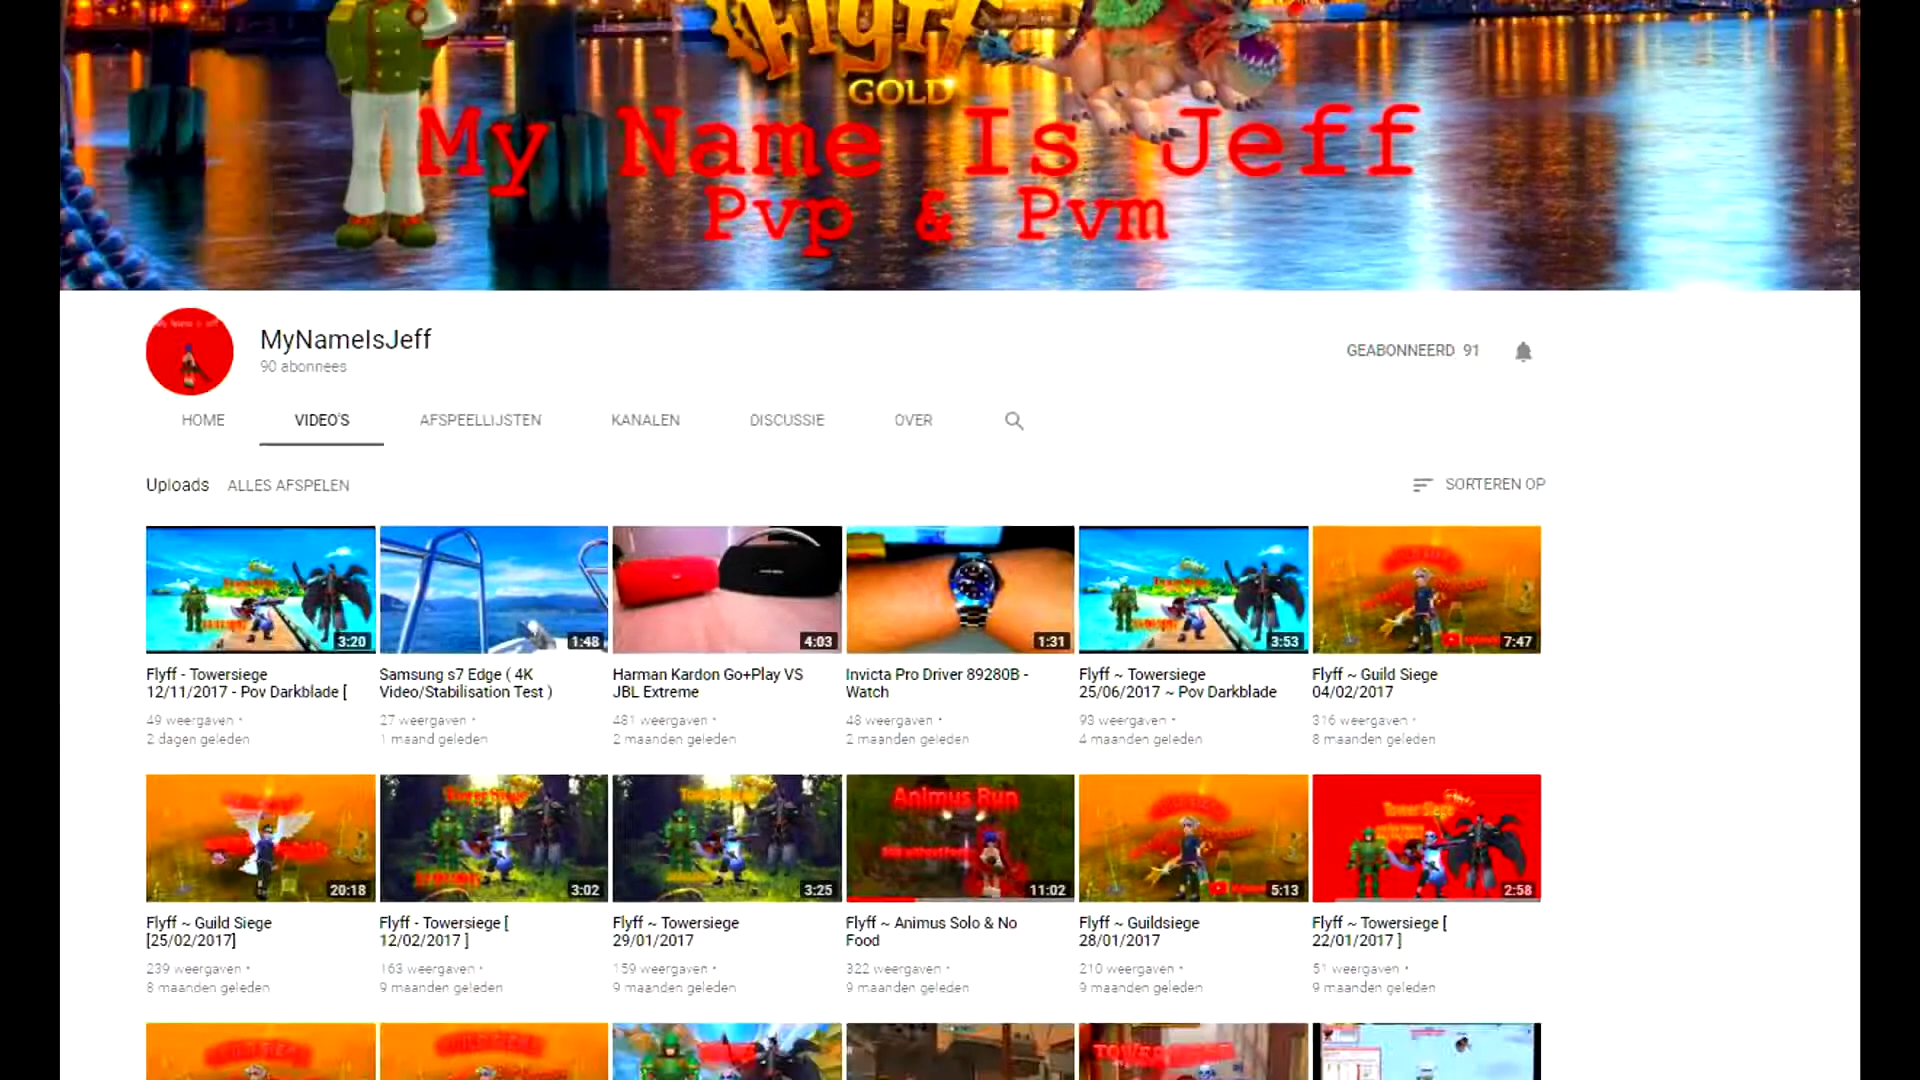 Flyff
GOLD
My Name Is Jeff
Pvp & Pvm
MyNameIsJeff
90 abonnees
GEABONNEERD 91
HOME VIDEO'S AFSPEELLIJSTEN KANALEN DISCUSSIE OVER
Uploads ALLES AFSPELEN
SORTEREN OP
3:20 1:48 4:03 1:31 3:53 7:47
Flyff - Towersiege
12/11/2017 - Pov Darkblade [
49 weergaven •
2 dagen geleden
Samsung s7 Edge ( 4K
Video/Stabilisation Test )
27 weergaven •
1 maand geleden
Harman Kardon Go+Play VS
JBL Extreme
481 weergaven •
2 maanden geleden
Invicta Pro Driver 89280B -
Watch
48 weergaven •
2 maanden geleden
Flyff ~ Towersiege
25/06/2017 ~ Pov Darkblade
93 weergaven •
4 maanden geleden
Flyff ~ Guild Siege
04/02/2017
316 weergaven •
8 maanden geleden
Tower Siege
Tower Siege
Animus Run
Tower Siege
20:18 3:02 3:25 11:02 5:13 2:58
Flyff ~ Guild Siege
[25/02/2017]
239 weergaven •
8 maanden geleden
Flyff - Towersiege [
12/02/2017 ]
163 weergaven •
9 maanden geleden
Flyff ~ Towersiege
29/01/2017
159 weergaven •
9 maanden geleden
Flyff ~ Animus Solo & No
Food
322 weergaven •
9 maanden geleden
Flyff ~ Guildsiege
28/01/2017
210 weergaven •
9 maanden geleden
Flyff ~ Towersiege [
22/01/2017 ]
51 weergaven •
9 maanden geleden